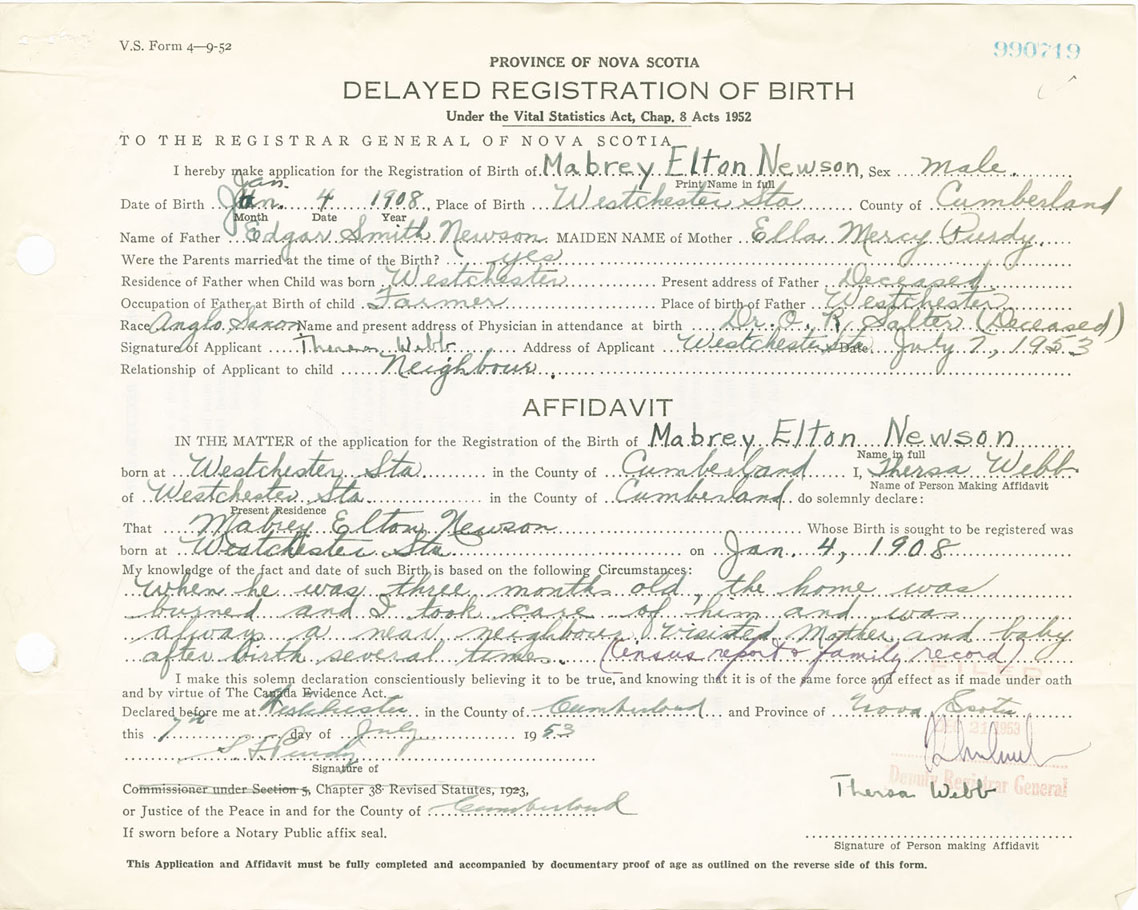 V.S. Form 4—9-52
990719
PROVINCE OF NOVA SCOTIA
DELAYED REGISTRATION OF BIRTH
Under the Vital Statistics Act, Chap. 8 Acts 1952
TO THE REGISTRAR GENERAL OF NOVA SCOTIA
I hereby make application for the Registration of Birth of Mabrey Elton Newson, Sex male.
Print Name in full
Jan.
Date of Birth Jan. 4 1908, Place of Birth Westchester Sta County of Cumberland
Month Date Year
Name of Father Edgar Smith Newson MAIDEN NAME of Mother Ella Mercy Purdy.
Were the Parents married at the time of the Birth? yes
Residence of Father when Child was born Westchester Present address of Father Deceased
Occupation of Father at Birth of child Farmer Place of birth of Father Westchester
Race Anglo Saxon Name and present address of Physician in attendance at birth Dr. O. R. Salter (Deceased)
Signature of Applicant Theresa Webb Address of Applicant Westchester Sta Date July 7, 1953
Relationship of Applicant to child Neighbour.
AFFIDAVIT
IN THE MATTER of the application for the Registration of the Birth of Mabrey Elton Newson
Name in full
born at Westchester Sta in the County of Cumberland I, Thersa Webb
Name of Person Making Affidavit
of Westchester Sta. in the County of Cumberland do solemnly declare:
Present Residence
That Mabrey Elton Newson Whose Birth is sought to be registered was
born at Westchester Sta on Jan. 4, 1908
My knowledge of the fact and date of such Birth is based on the following Circumstances:
When he was three months old, the home was
burned and I took care of him and was
always a near neighbour. Visisted Mother and baby
after birth several times. (Census report & family record)
I make this solemn declaration conscientiously believing it to be true, and knowing that it is of the same force and effect as if made under oath
and by virtue of The Canada Evidence Act.
Declared before me at Westchester in the County of Cumberland and Province of Nova Scotia
this 7th day of July 1953
S F Purdy
Signature of
Deputy Registrar General
Commissioner under Section 5, Chapter 38 Revised Statutes, 1923,
Thersa Webb
or Justice of the Peace in and for the County of Cumberland
If sworn before a Notary Public affix seal.
Signature of Person making Affidavit
This Application and Affidavit must be fully completed and accompanied by documentary proof of age as outlined on the reverse side of this form.